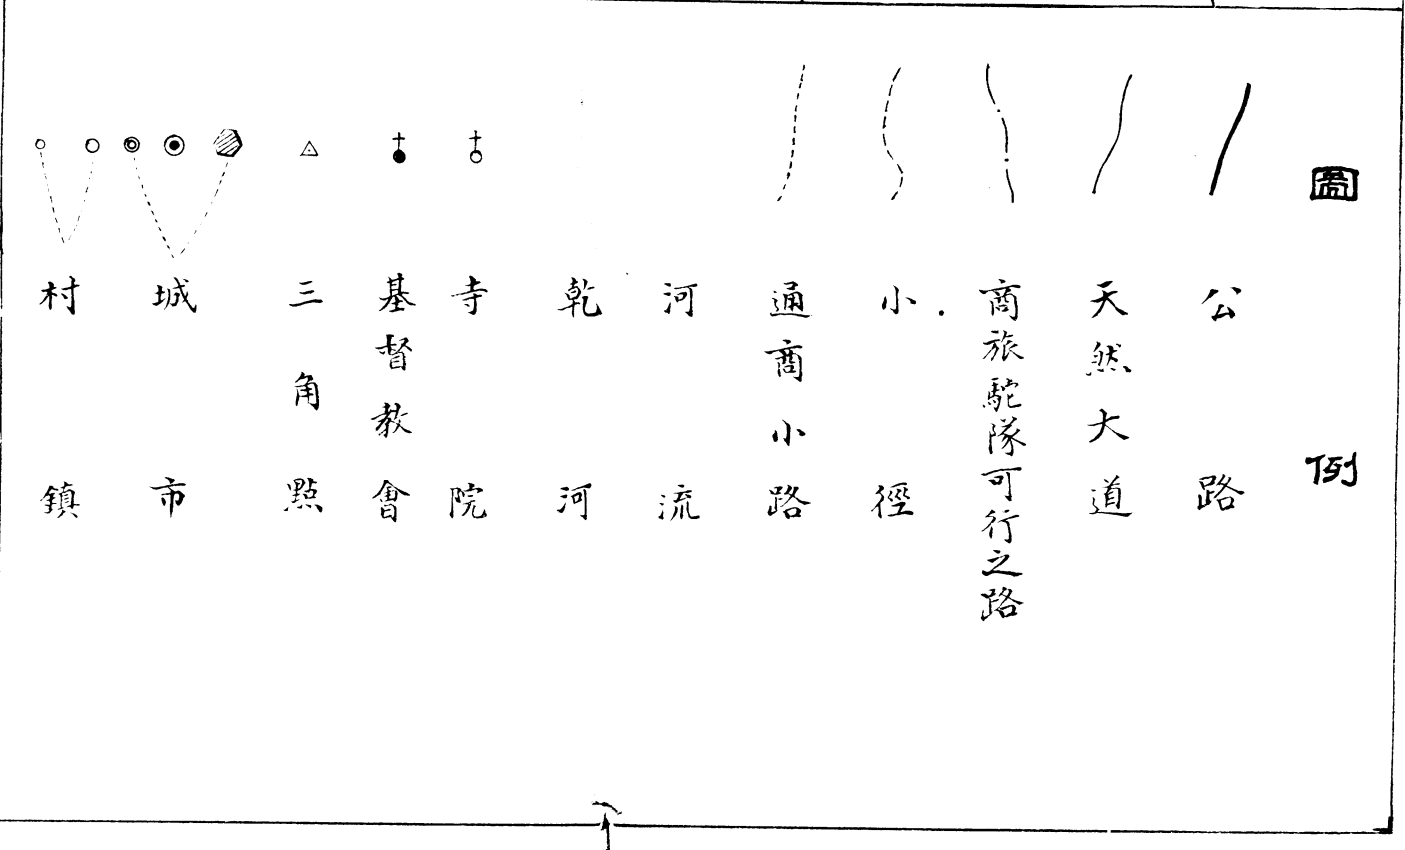 圖例
公路
天然大道
商旅駝隊可行之路
小徑
通商小路
河流
乾河
寺院
基督教會
三角點
城市
村鎮